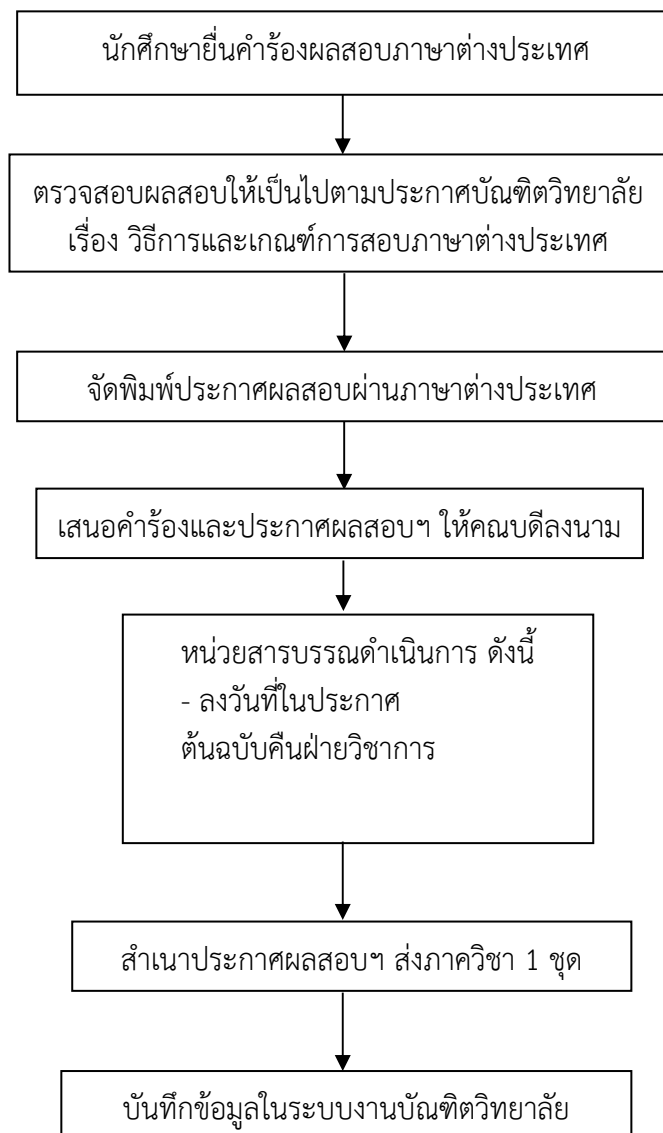 นักศึกษายื่นคำร้องผลสอบภาษาต่างประเทศ
ตรวจสอบผลสอบให้เป็นไปตามประกาศบัณฑิตวิทยาลัย
เรื่อง วิธีการและเกณฑ์การสอบภาษาต่างประเทศ
จัดพิมพ์ประกาศผลสอบผ่านภาษาต่างประเทศ
เสนอคำร้องและประกาศผลสอบฯ ให้คณบดีลงนาม
หน่วยสารบรรณดำเนินการ ดังนี้
- ลงวันที่ในประกาศ
ต้นฉบับคืนฝ่ายวิชาการ
สำเนาประกาศผลสอบฯ ส่งภาควิชา 1 ชุด
บันทึกข้อมูลในระบบงานบัณฑิตวิทยาลัย